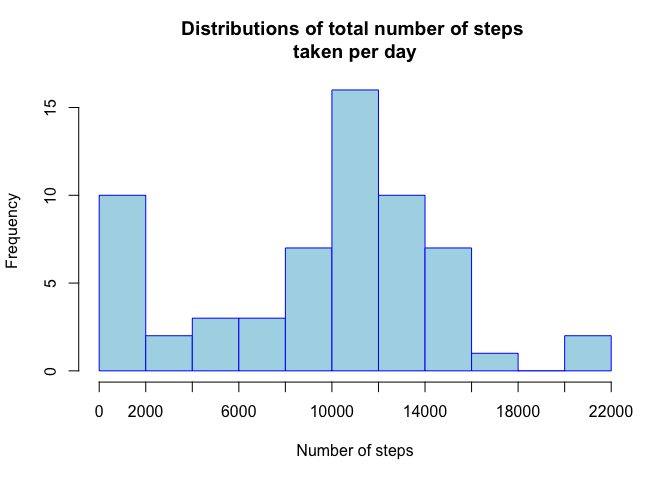 Distributions of total number of steps
taken per day
Frequency
15
10
5
0
0 2000 6000 10000 14000 18000 22000
Number of steps